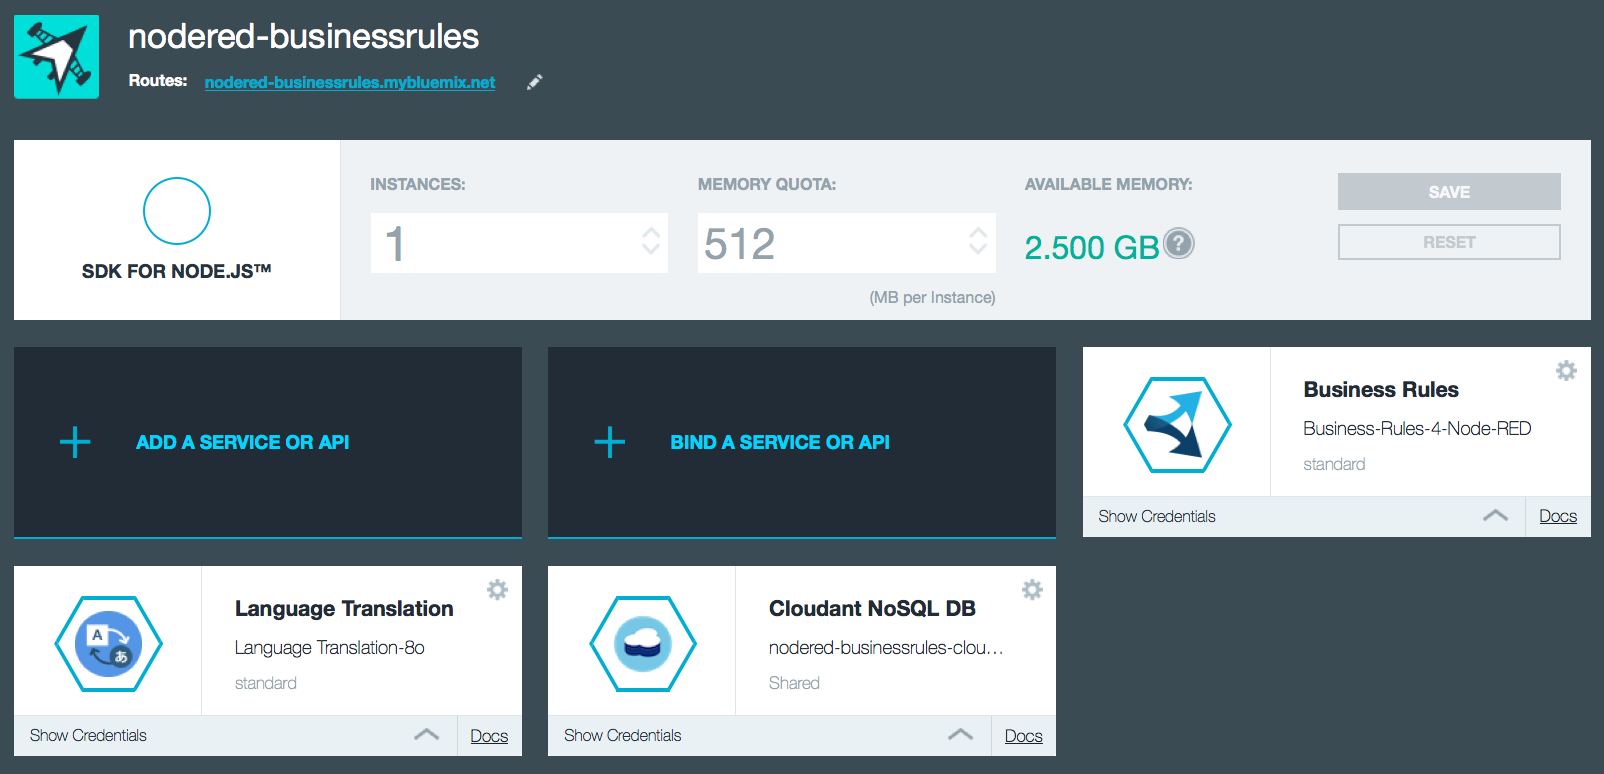 nodered-businessrules
Routes: nodered-businessrules.mybluemix.net
SDK FOR NODE.JS™
INSTANCES:
1
MEMORY QUOTA:
512
(MB per Instance)
AVAILABLE MEMORY:
2.500 GB ?
SAVE
RESET
ADD A SERVICE OR API
BIND A SERVICE OR API
Business Rules
Business-Rules-4-Node-RED
standard
Show Credentials
Docs
A
あ
Language Translation
Language Translation-8o
standard
Show Credentials
Docs
Cloudant NoSQL DB
nodered-businessrules-clou...
Shared
Show Credentials
Docs